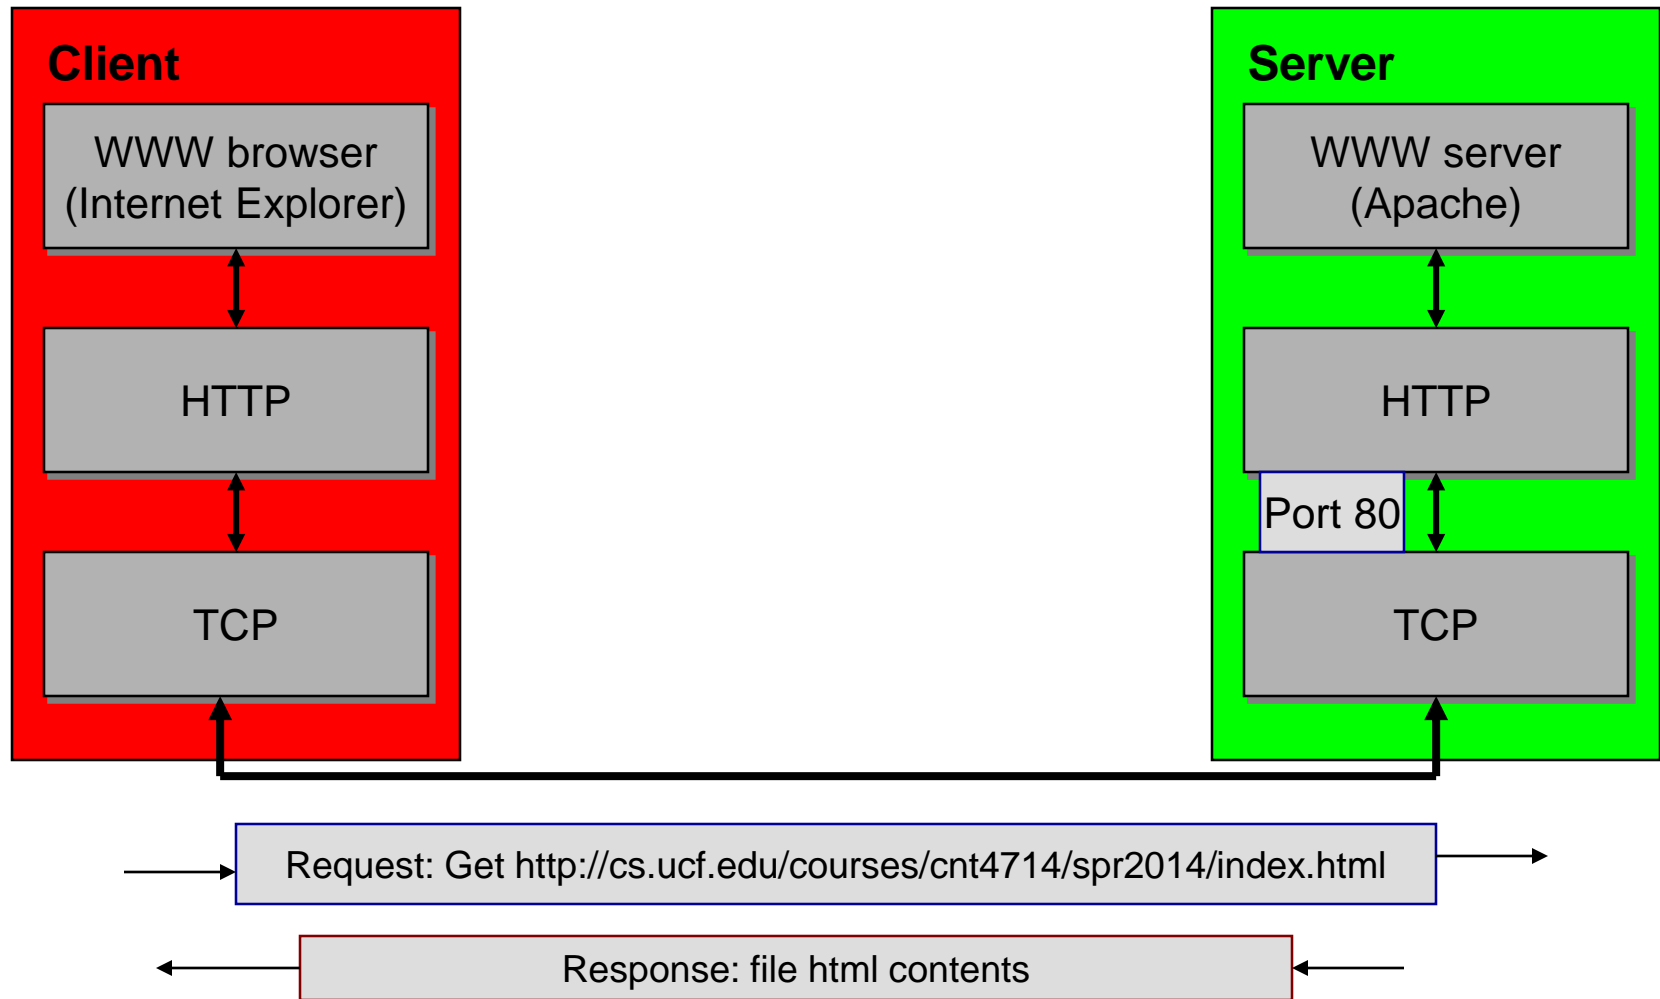 Client
WWW browser
(Internet Explorer)
HTTP
TCP
Server
WWW server
(Apache)
HTTP
Port 80
TCP
Request: Get http://cs.ucf.edu/courses/cnt4714/spr2014/index.html
Response: file html contents